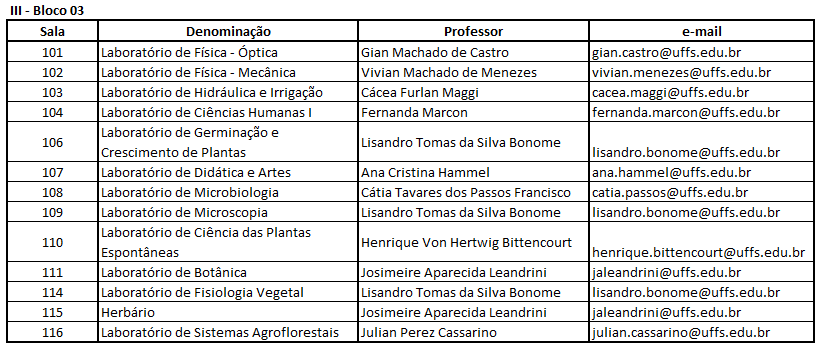 III - Bloco 03
Sala Denominação Professor e-mail
101 Laboratório de Física - Óptica Gian Machado de Castro gian.castro@uffs.edu.br
102 Laboratório de Física - Mecânica Vivian Machado de Menezes vivian.menezes@uffs.edu.br
103 Laboratório de Hidráulica e Irrigação Cácea Furlan Maggi cacea.maggi@uffs.edu.br
104 Laboratório de Ciências Humanas I Fernanda Marcon fernanda.marcon@uffs.edu.br
106 Laboratório de Germinação e
Crescimento de Plantas Lisandro Tomas da Silva Bonome lisandro.bonome@uffs.edu.br
107 Laboratório de Didática e Artes Ana Cristina Hammel ana.hammel@uffs.edu.br
108 Laboratório de Microbiologia Cátia Tavares dos Passos Francisco catia.passos@uffs.edu.br
109 Laboratório de Microscopia Lisandro Tomas da Silva Bonome lisandro.bonome@uffs.edu.br
110 Laboratório de Ciência das Plantas
Espontâneas Henrique Von Hertwig Bittencourt henrique.bittencourt@uffs.edu.br
111 Laboratório de Botânica Josimeire Aparecida Leandrini jaleandrini@uffs.edu.br
114 Laboratório de Fisiologia Vegetal Lisandro Tomas da Silva Bonome lisandro.bonome@uffs.edu.br
115 Herbário Josimeire Aparecida Leandrini jaleandrini@uffs.edu.br
116 Laboratório de Sistemas Agroflorestais Julian Perez Cassarino julian.cassarino@uffs.edu.br